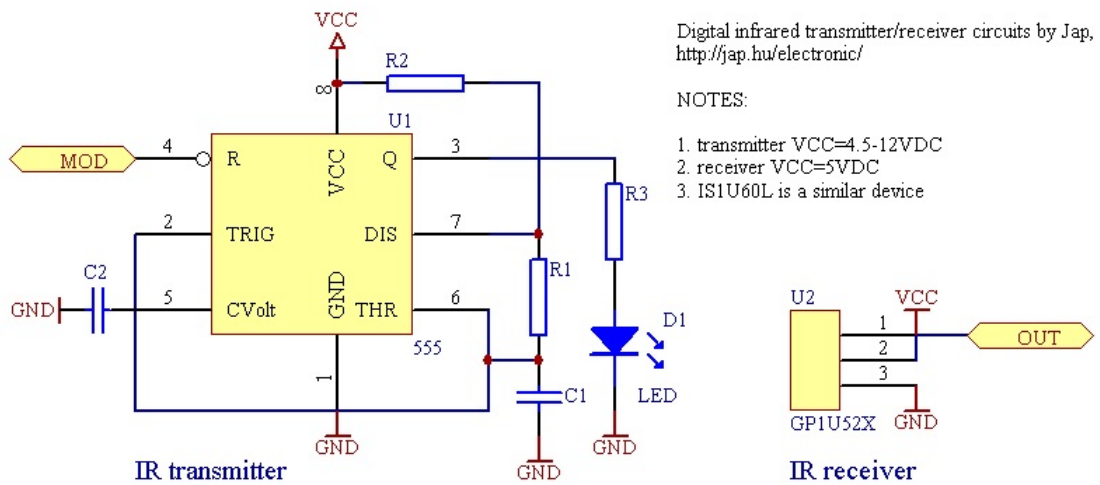 VCC
R2
8
U1
4
MOD
R
VCC
Q
3
2
TRIG
DIS
7
R3
C2
GND
5
CVolt
GND
THR
6
R1
555
1
C1
D1
LED
GND
GND
GND
IR transmitter
Digital infrared transmitter/receiver circuits by Jap,
http://jap.hu/electronic/
NOTES:
1. transmitter VCC=4.5-12VDC
2. receiver VCC=5VDC
3. IS1U60L is a similar device
U2
VCC
1
OUT
2
3
GP1U52X
GND
IR receiver